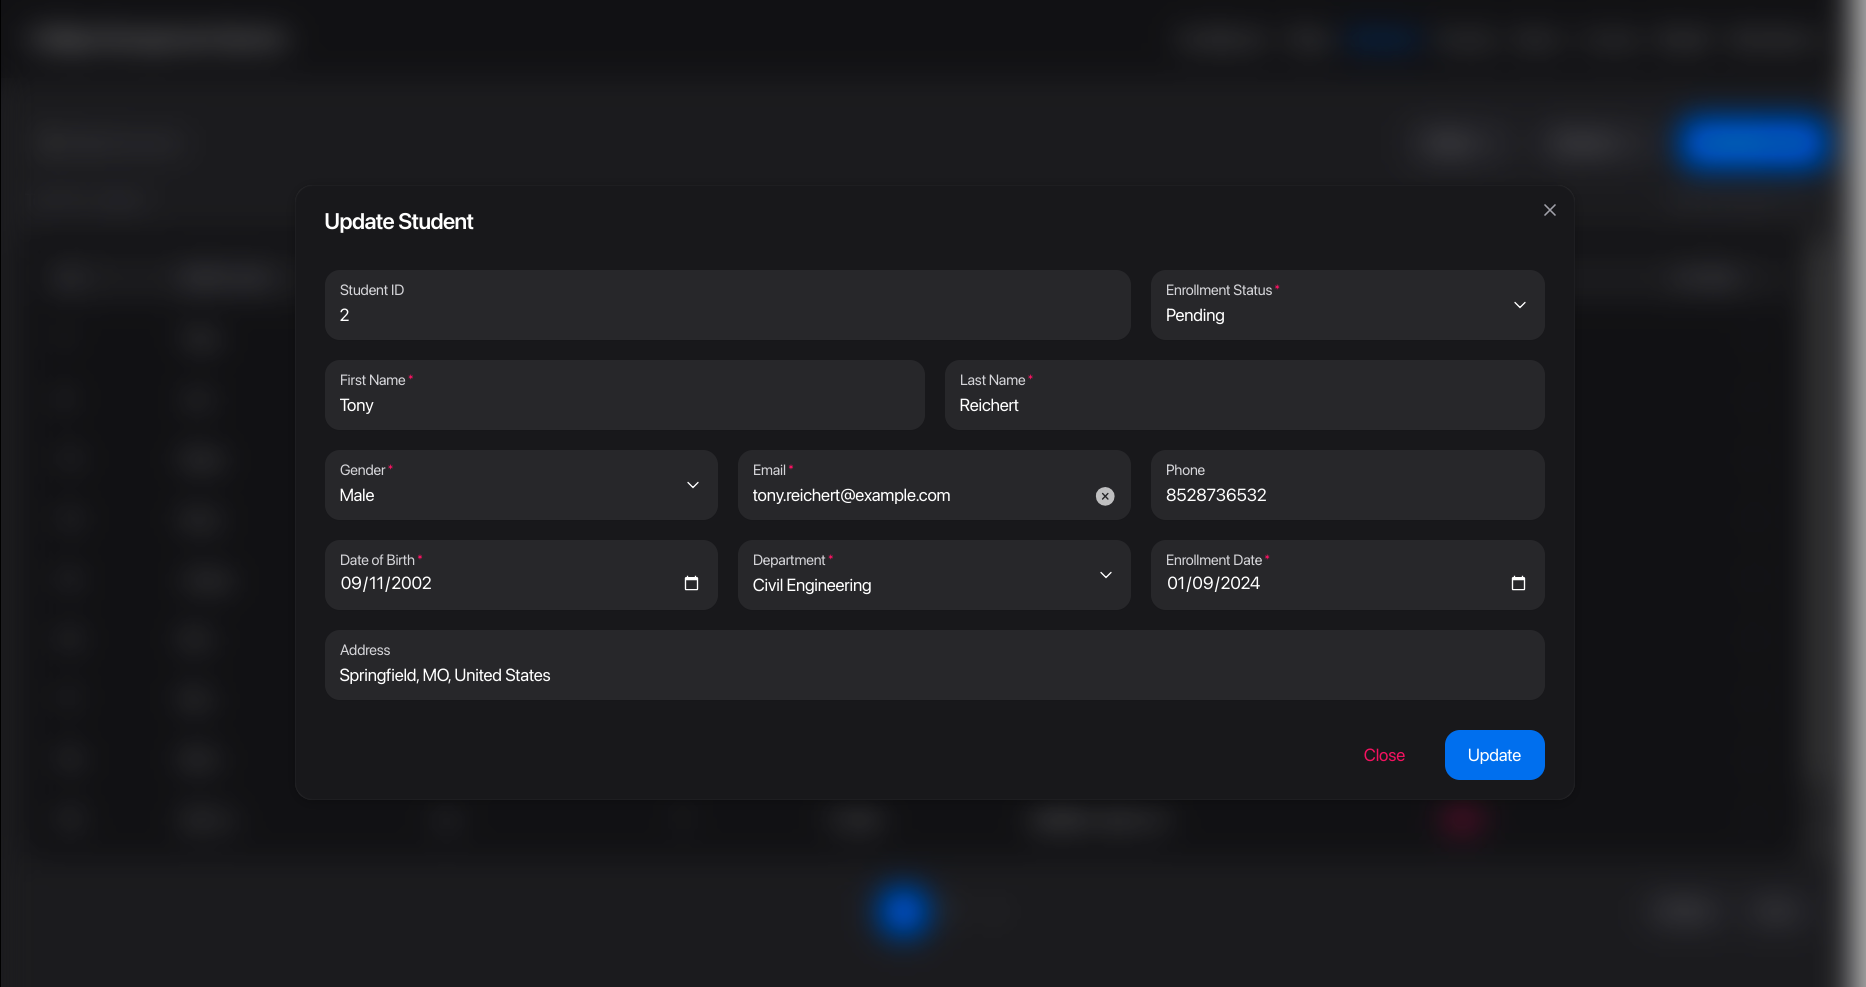 Update Student
Student ID
2
Enrollment Status *
Pending
First Name *
Tony
Last Name *
Reichert
Gender *
Male
Email *
tony.reichert@example.com
Phone
8528736532
Date of Birth *
09/11/2002
Department *
Civil Engineering
Enrollment Date *
01/09/2024
Address
Springfield, MO, United States
Close
Update